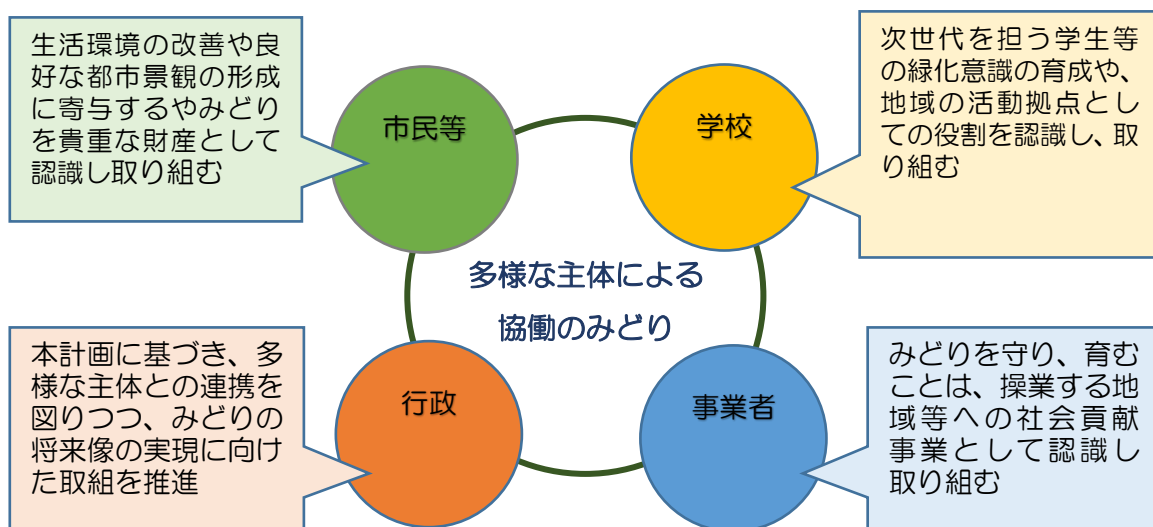 生活環境の改善や良
好な都市景観の形成
に寄与するやみどり
を貴重な財産として
認識し取り組む
市民等
学校
次世代を担う学生等
の緑化意識の育成や、
地域の活動拠点とし
ての役割を認識し、取
り組む
多様な主体による
協働のみどり
本計画に基づき、多
様な主体との連携を
図りつつ、みどりの
将来像の実現に向け
た取組を推進
行政
事業者
みどりを守り、育む
ことは、操業する地
域等への社会貢献
事業として認識し
取り組む